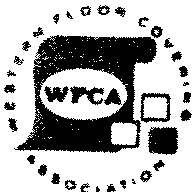 WESTERN FLOOR COVERING
WFCA
ASSOCIATION